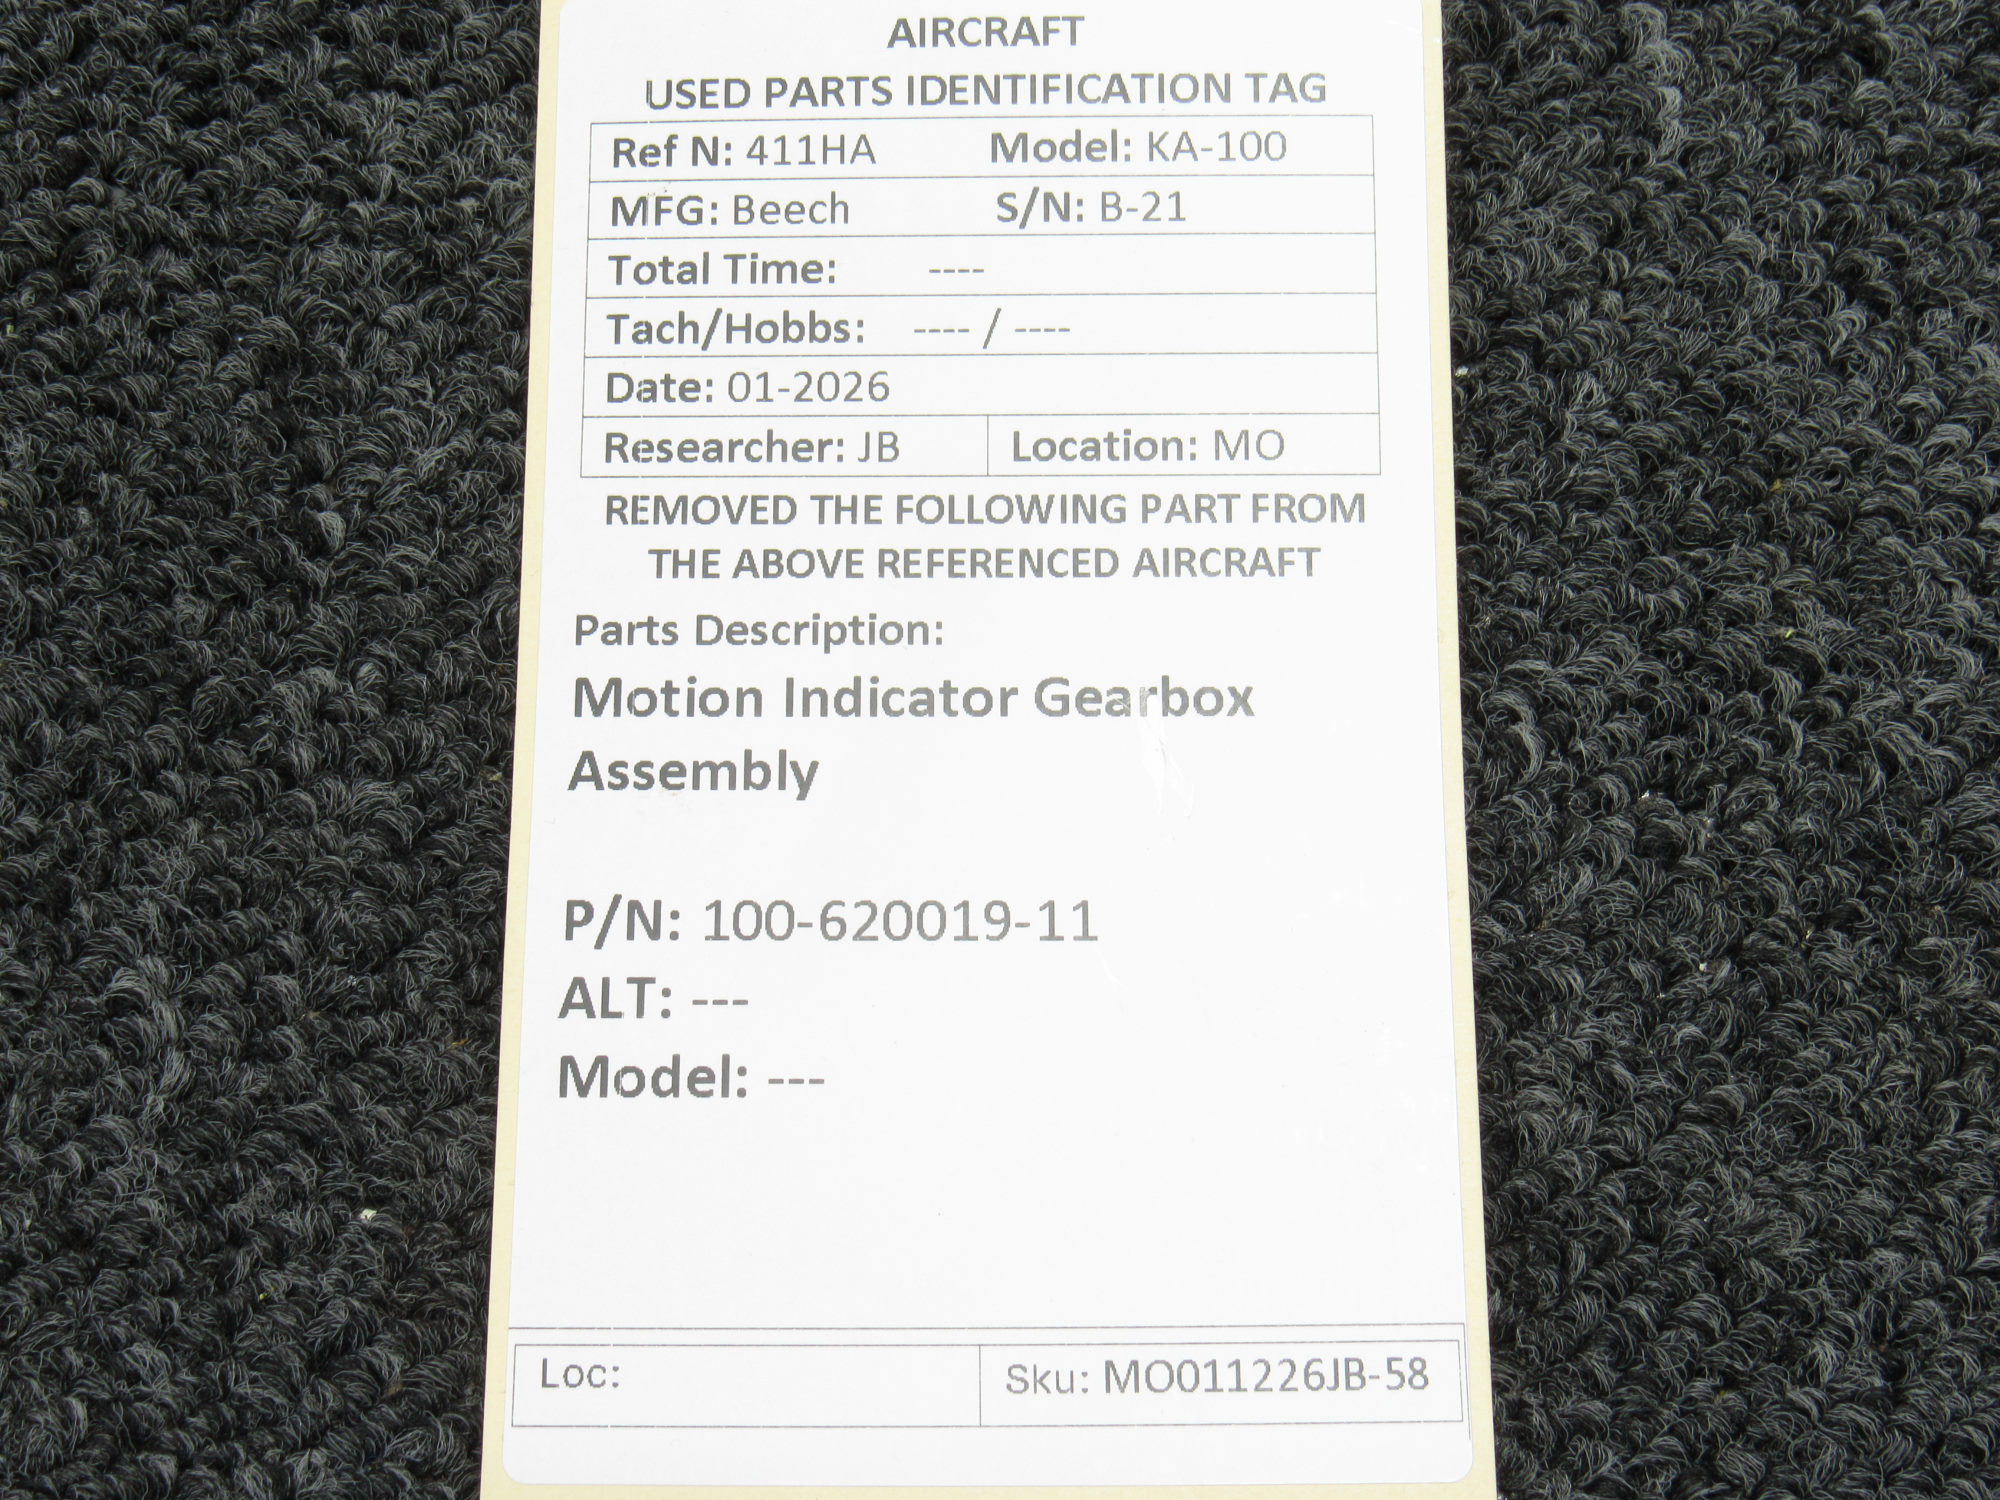 AIRCRAFT
USED PARTS IDENTIFICATION TAG
Ref N: 411HA Model: KA-100
MFG: Beech S/N: B-21
Total Time: ----
Tach/Hobbs: ---- / ----
Date: 01-2026
Researcher: JB Location: MO
REMOVED THE FOLLOWING PART FROM
THE ABOVE REFERENCED AIRCRAFT
Parts Description:
Motion Indicator Gearbox
Assembly
P/N: 100-620019-11
ALT: ---
Model: ---
Loc: Sku: MO011226JB-58